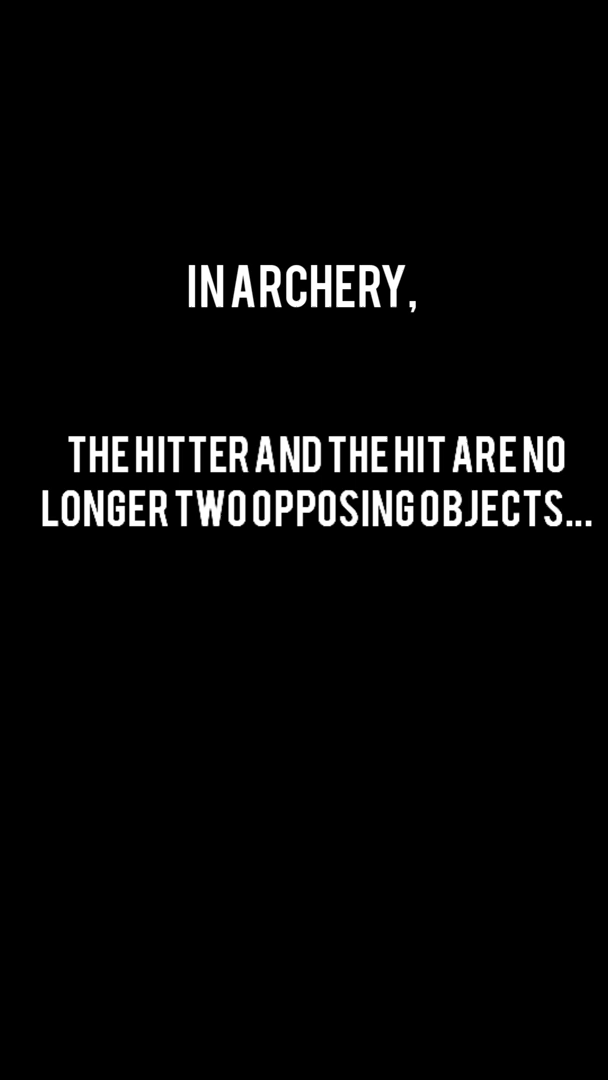 IN ARCHERY,
THE HITTER AND THE HIT ARE NO
LONGER TWO OPPOSING OBJECTS...